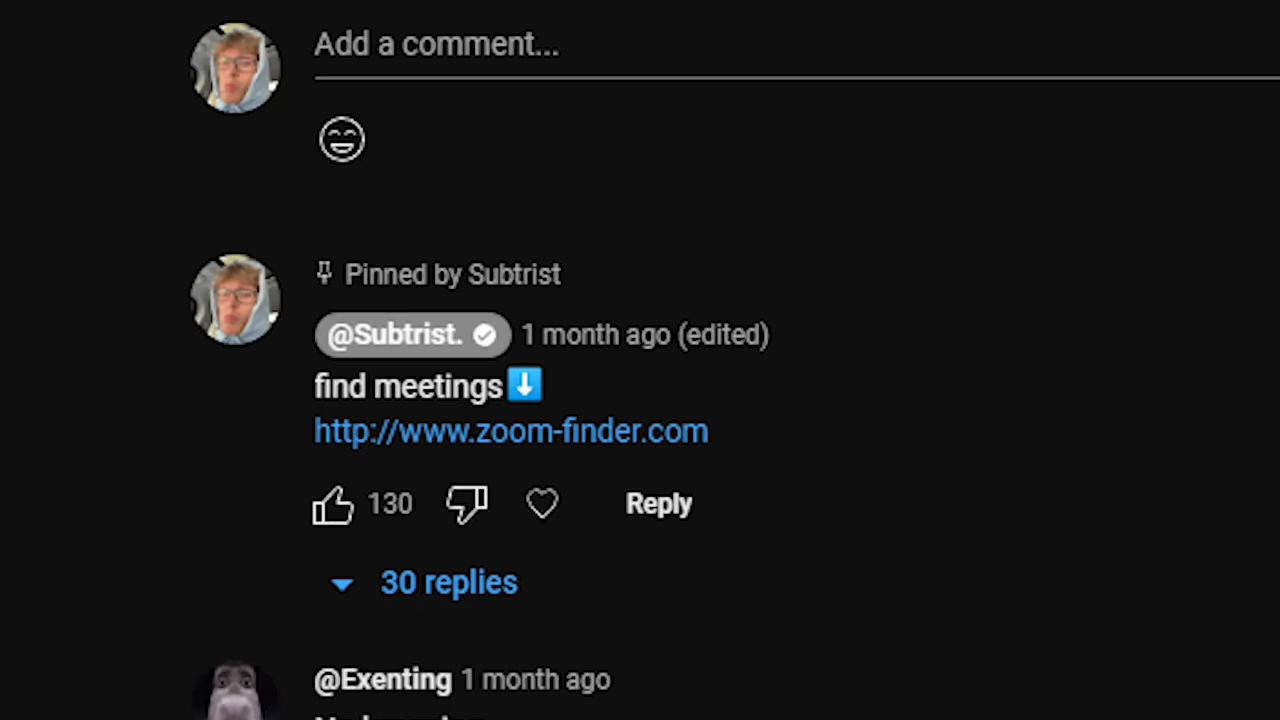 Add a comment...
Pinned by Subtrist
@Subtrist. 1 month ago (edited)
find meetings⬇️
http://www.zoom-finder.com
130 Reply
30 replies
@Exenting 1 month ago